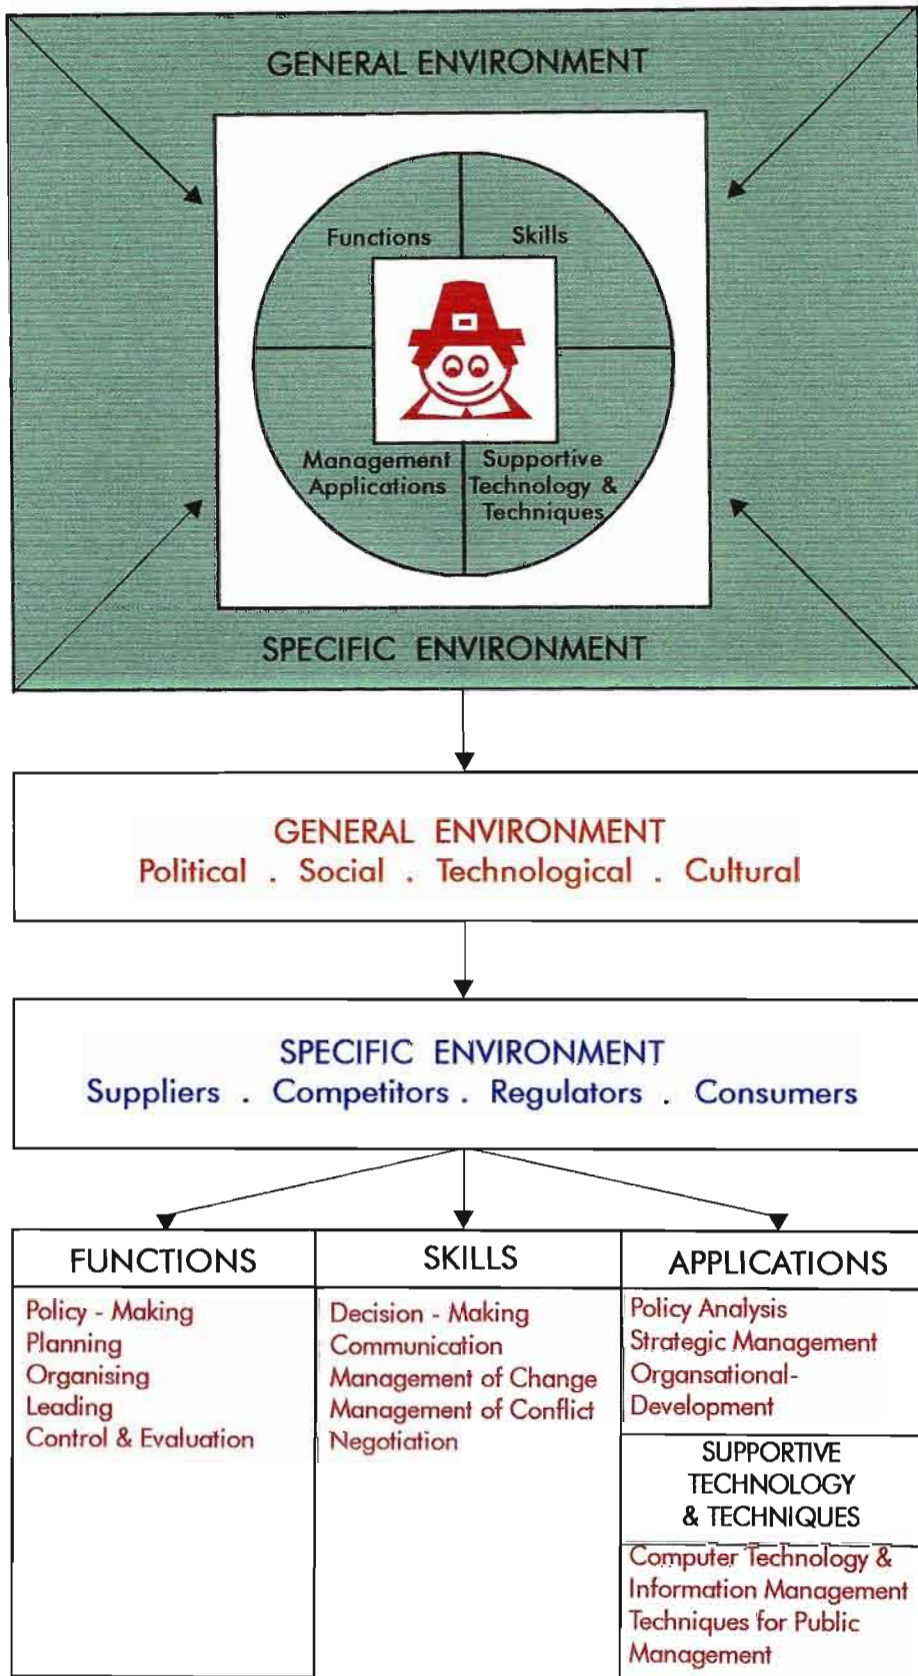 GENERAL ENVIRONMENT
Functions
Skills
Management
Applications
Supportive
Technology &
Techniques
SPECIFIC ENVIRONMENT
GENERAL ENVIRONMENT
Political . Social . Technological . Cultural
SPECIFIC ENVIRONMENT
Suppliers . Competitors . Regulators . Consumers
FUNCTIONS
Policy - Making
Planning
Organising
Leading
Control & Evaluation
SKILLS
Decision - Making
Communication
Management of Change
Management of Conflict
Negotiation
APPLICATIONS
Policy Analysis
Strategic Management
Organsational-
Development
SUPPORTIVE
TECHNOLOGY
& TECHNIQUES
Computer Technology &
Information Management
Techniques for Public
Management